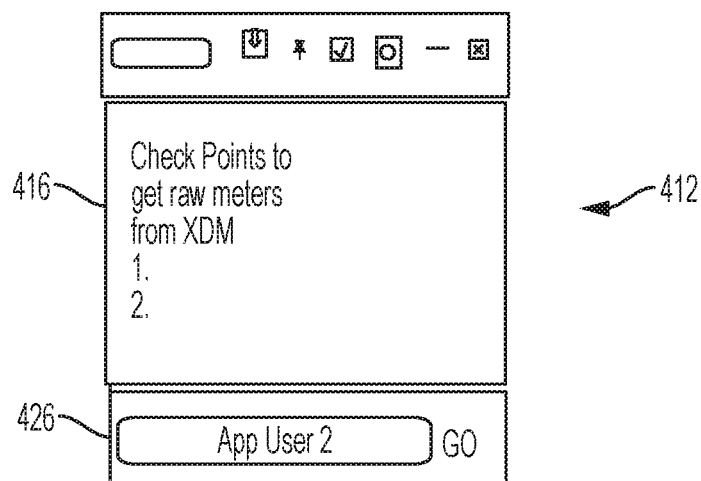 Check Points to
get raw meters
from XDM
1.
2.
416
412
426
App User 2 GO